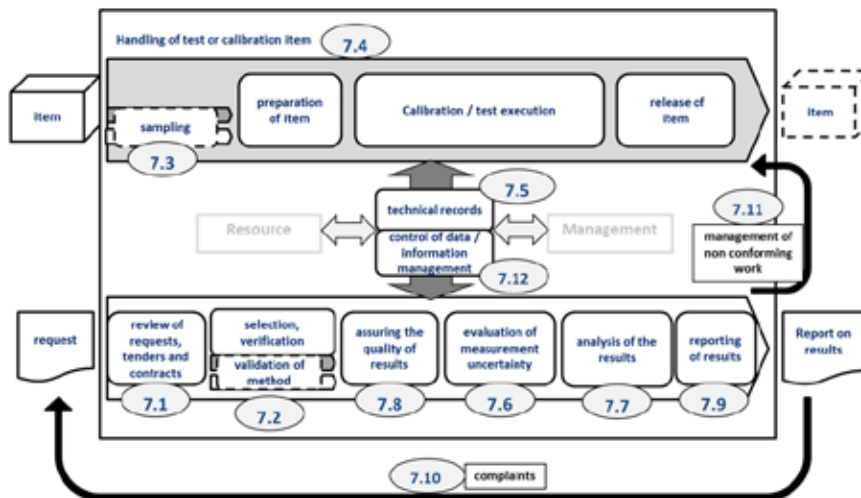 Handling of test or calibration item
7.4
item
sampling
7.3
preparation
of item
Calibration / test execution
release of
item
item
7.5
technical records
control of data /
information
management
7.12
Resource
Management
7.11
management of
non conforming
work
request
review of
requests,
tenders and
contracts
7.1
selection,
verification
validation of
method
7.2
assuring the
quality of
results
7.8
evaluation of
measurement
uncertainty
7.6
analysis of the
results
7.7
reporting
of results
7.9
Report on
results
7.10
complaints